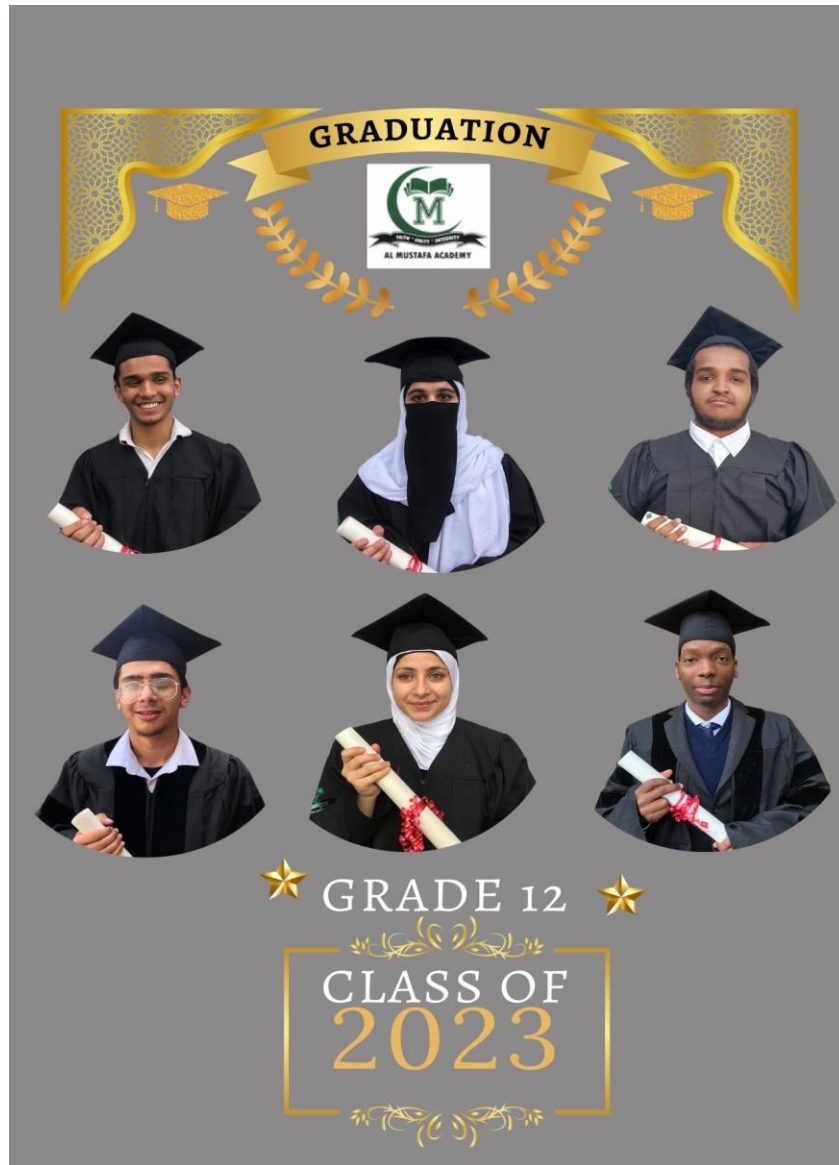 GRADUATION
M
FAITH * UNITY * INTEGRITY
AL MUSTAFA ACADEMY
GRADE 12
CLASS OF
2023